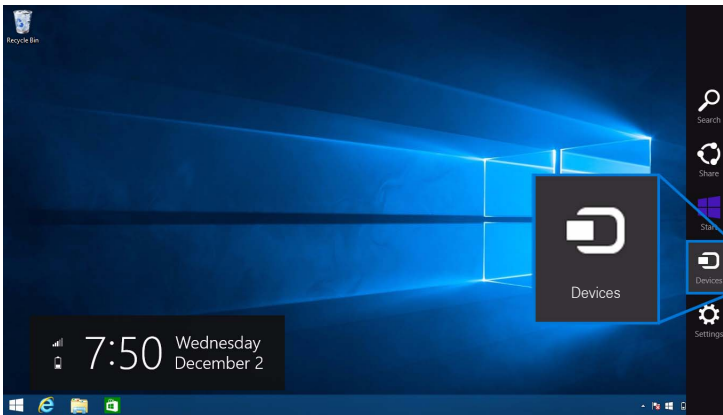 Recycle Bin
Search
Share
Start
Devices
Devices
Settings
7:50 Wednesday
December 2